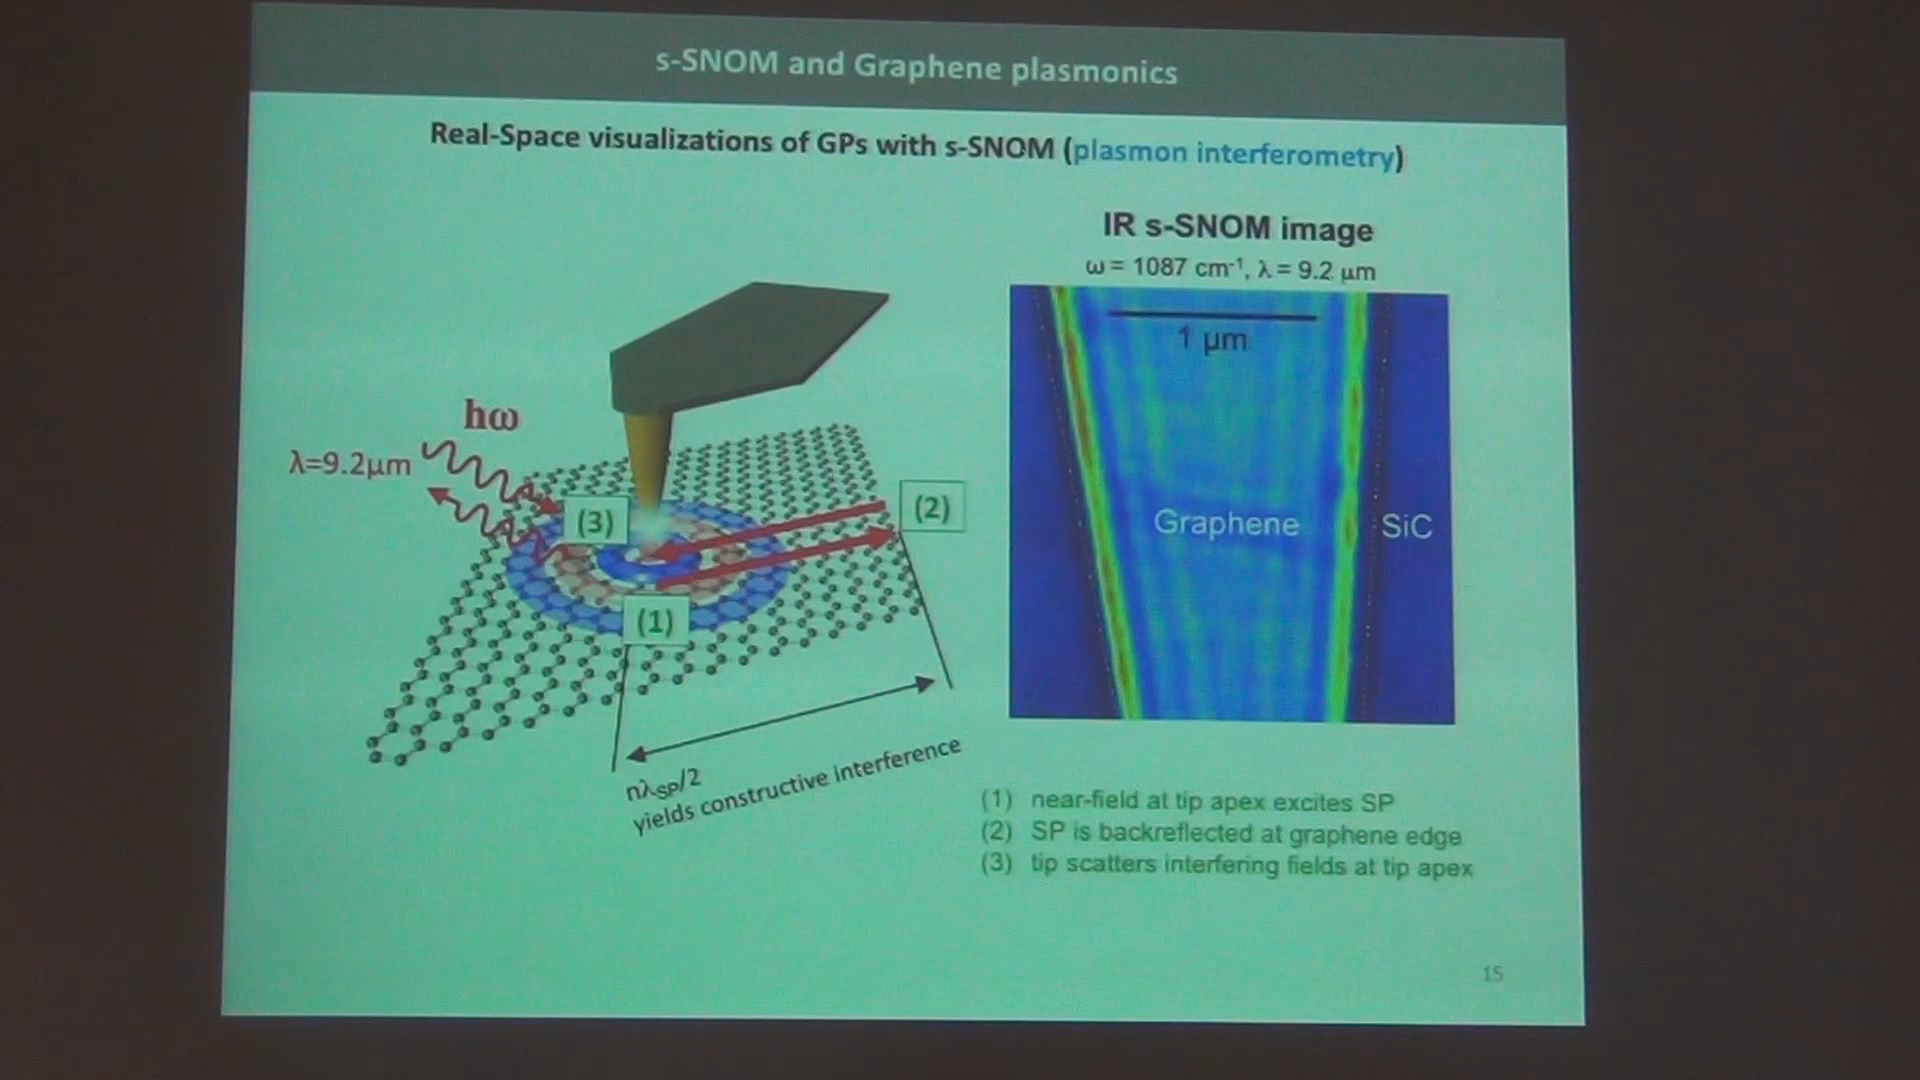 s-SNOM and Graphene plasmonics
Real-Space visualizations of GPs with s-SNOM (plasmon interferometry)
IR s-SNOM image
ω = 1087 cm⁻¹, λ = 9.2 µm
1 µm
Graphene
SiC
hω
λ=9.2µm
(3)
(2)
(1)
nλSP/2
yields constructive interference
(1) near-field at tip apex excites SP
(2) SP is backreflected at graphene edge
(3) tip scatters interfering fields at tip apex
15